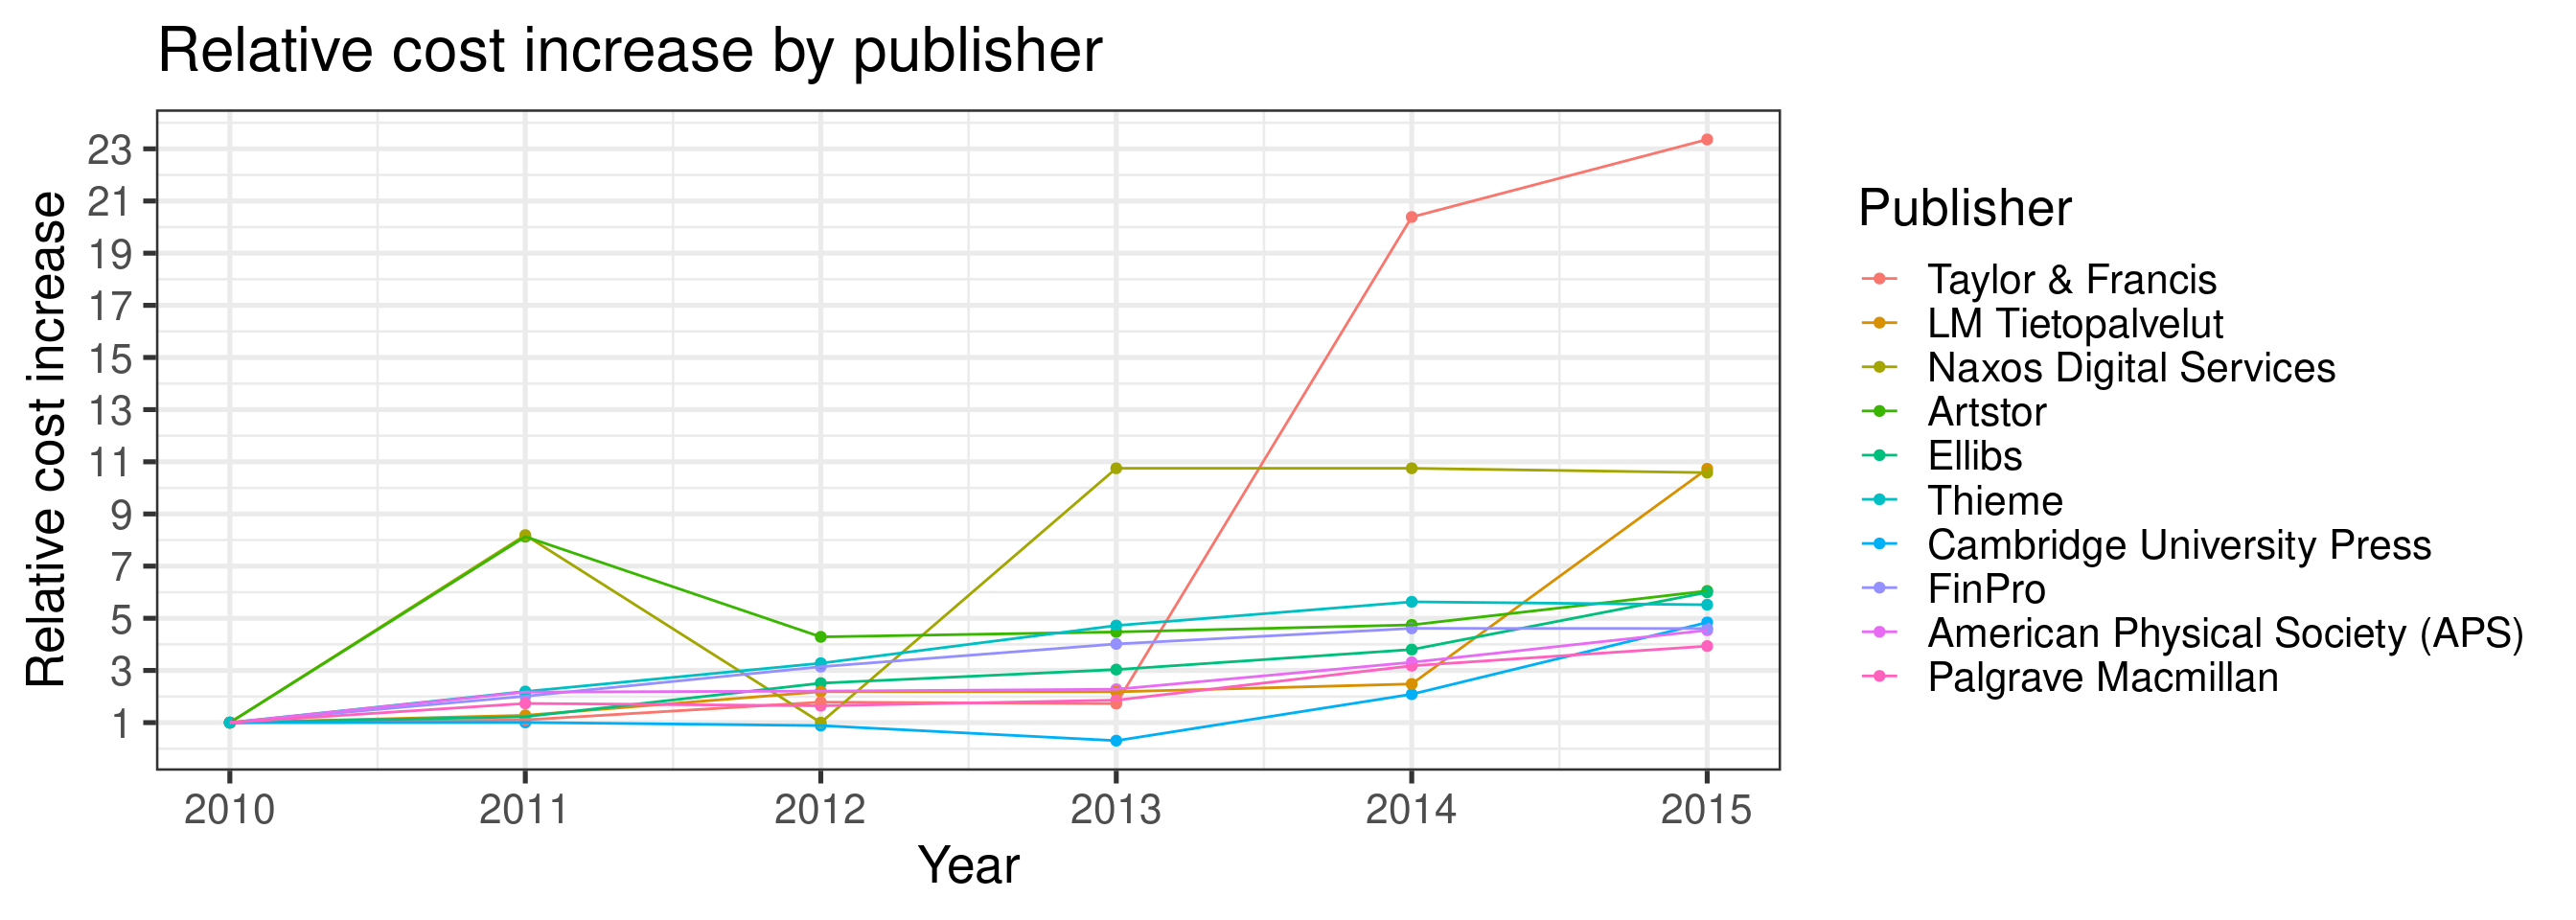 Relative cost increase by publisher
Relative cost increase
23
21
19
17
15
13
11
9
7
5
3
1
2010 2011 2012 2013 2014 2015
Year
Publisher
Taylor & Francis
LM Tietopalvelut
Naxos Digital Services
Artstor
Ellibs
Thieme
Cambridge University Press
FinPro
American Physical Society (APS)
Palgrave Macmillan